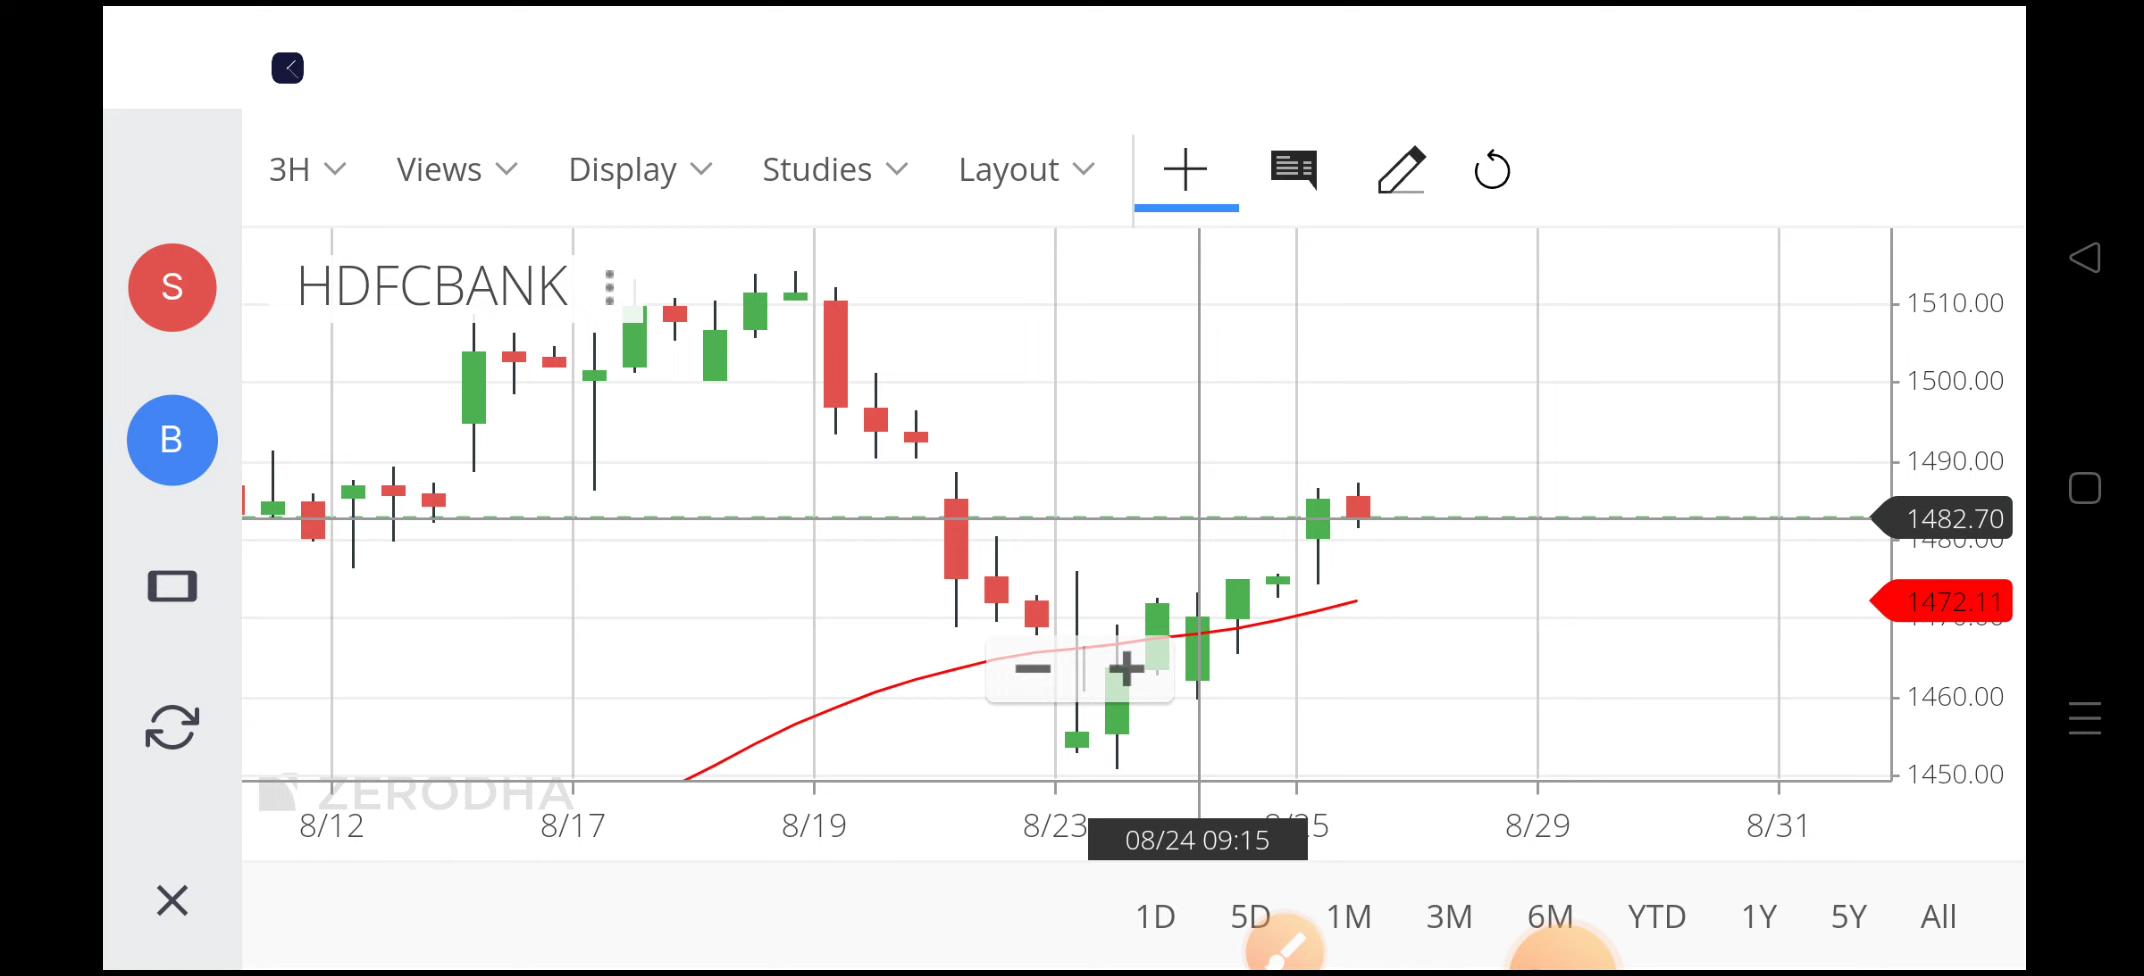 3H Views Display Studies Layout
HDFCBANK
S
B
1510.00
1500.00
1490.00
1482.70
1480.00
1472.11
1460.00
1450.00
ZERODHA
8/12 8/17 8/19 8/23 8/29 8/31
08/24 09:15
1D 5D 1M 3M 6M YTD 1Y 5Y All